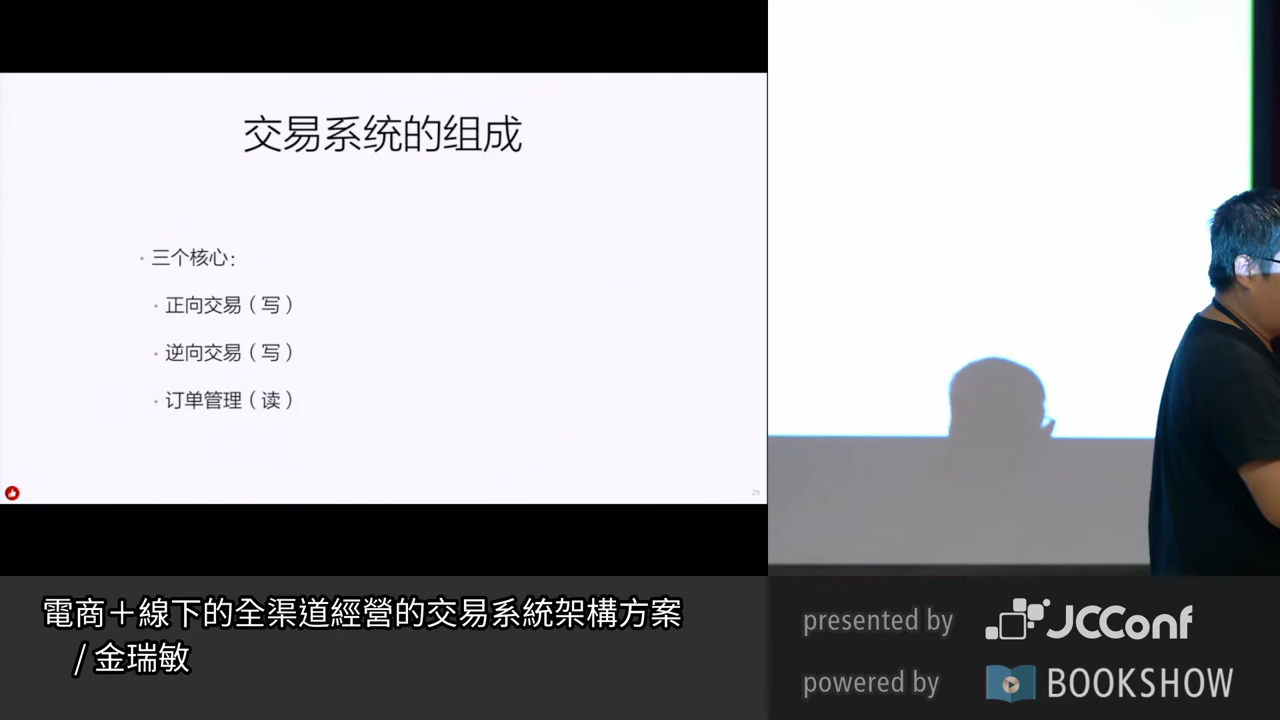 交易系统的组成
• 三个核心：
• 正向交易（写）
• 逆向交易（写）
• 订单管理（读）
29
電商＋線下的全渠道經營的交易系統架構方案
/ 金瑞敏
presented by JCConf
powered by BOOKSHOW